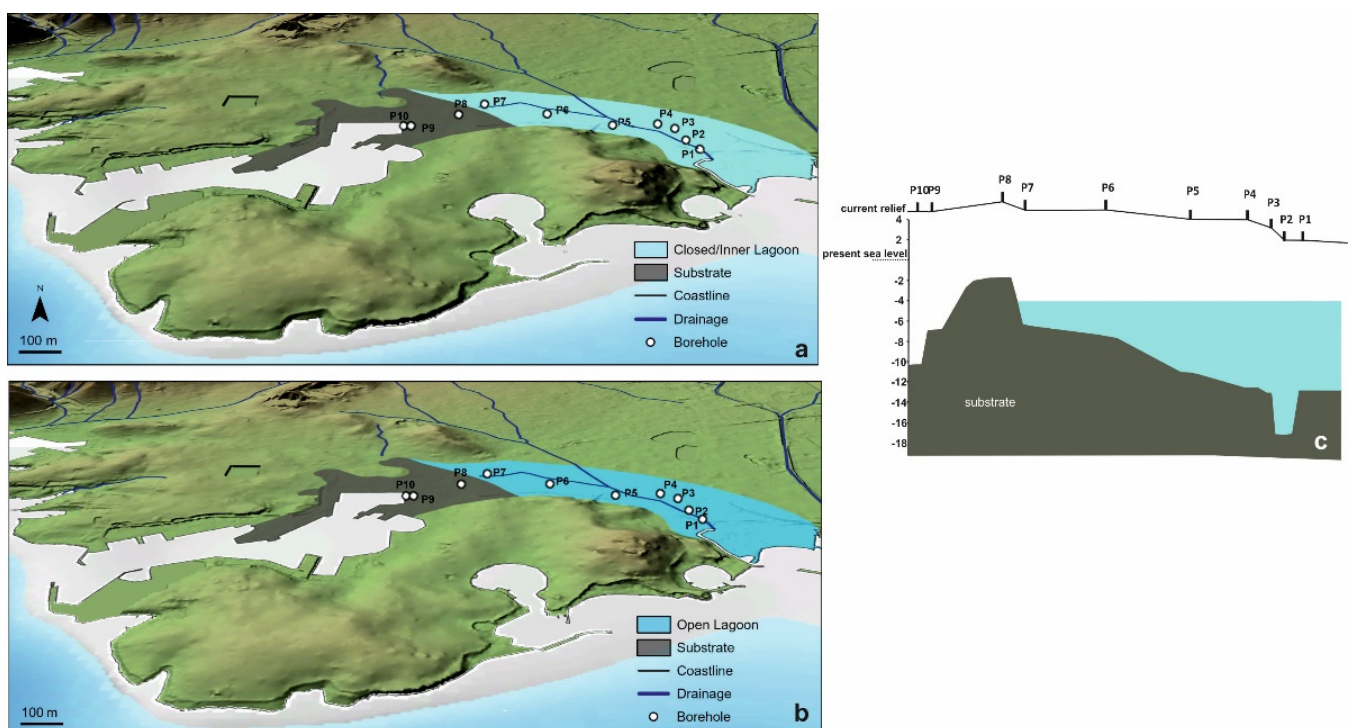 P10
P9
P8
P7
P6
P5
P4
P3
P2
P1
Closed/Inner Lagoon
Substrate
Coastline
Drainage
Borehole
N
100 m
a
P10
P9
P8
P7
P6
P5
P4
P3
P2
P1
Open Lagoon
Substrate
Coastline
Drainage
Borehole
100 m
b
P10 P9 P8 P7 P6 P5 P4 P3 P2 P1
current relief
4
2
present sea level
-2
-4
-6
-8
-10
-12
-14
-16
-18
substrate
c